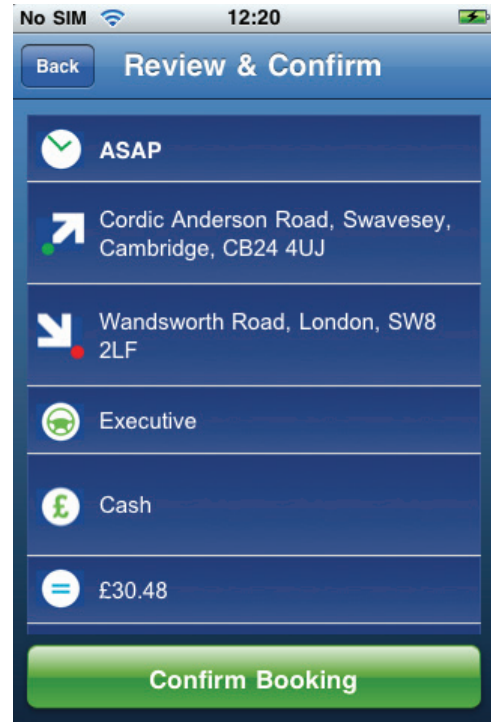 No SIM 12:20
Back Review & Confirm
ASAP
Cordic Anderson Road, Swavesey,
Cambridge, CB24 4UJ
Wandsworth Road, London, SW8
2LF
Executive
£ Cash
= £30.48
Confirm Booking